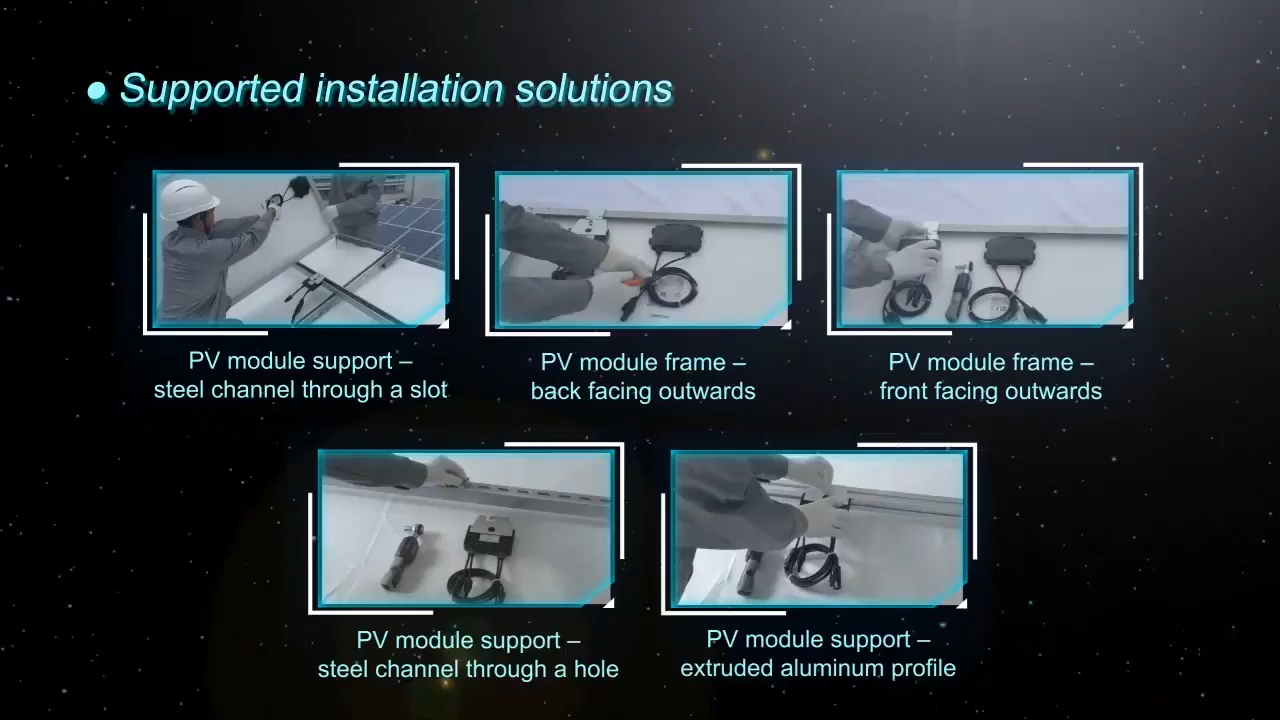 ● Supported installation solutions
PV module support –
steel channel through a slot
PV module frame –
back facing outwards
PV module frame –
front facing outwards
PV module support –
steel channel through a hole
PV module support –
extruded aluminum profile